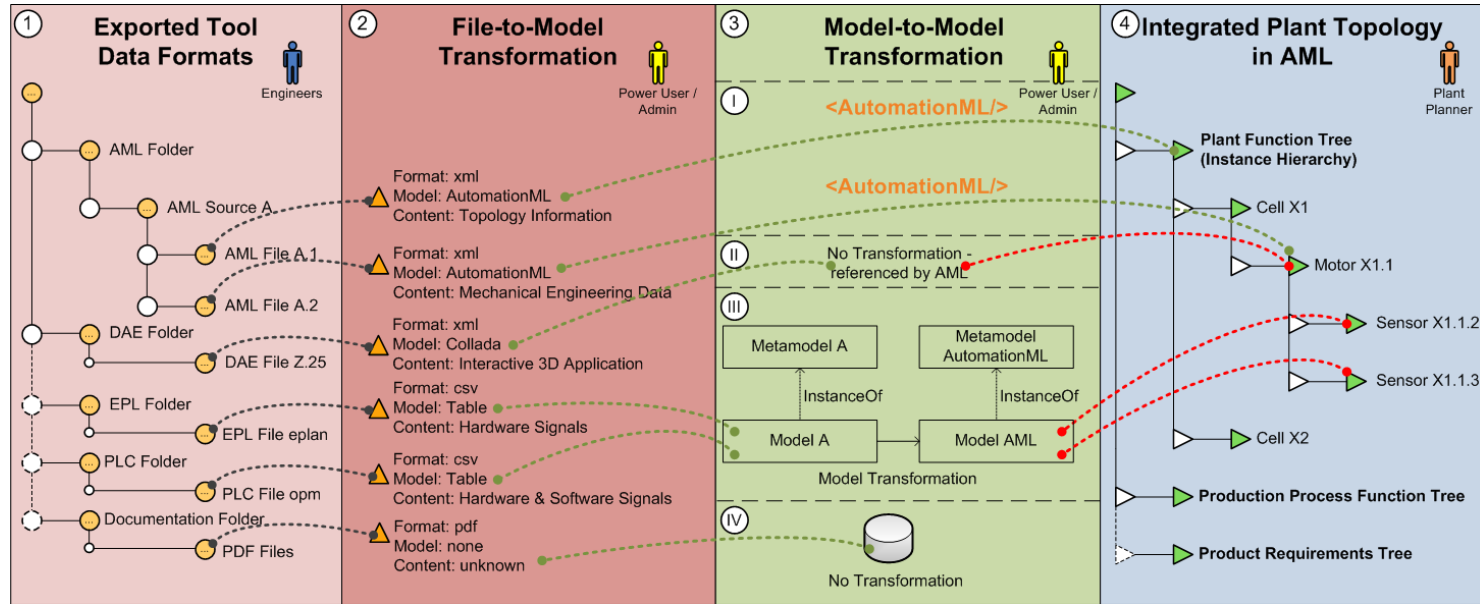 1
Exported Tool
Data Formats
Engineers
...
AML Folder
...
AML Source A
...
AML File A.1
...
AML File A.2
...
DAE Folder
...
DAE File Z.25
...
EPL Folder
...
EPL File eplan
...
PLC Folder
...
PLC File opm
...
Documentation Folder
...
PDF Files
...
2
File-to-Model
Transformation
Power User /
Admin
Format: xml
Model: AutomationML
Content: Topology Information
Format: xml
Model: AutomationML
Content: Mechanical Engineering Data
Format: xml
Model: Collada
Content: Interactive 3D Application
Format: csv
Model: Table
Content: Hardware Signals
Format: csv
Model: Table
Content: Hardware & Software Signals
Format: pdf
Model: none
Content: unknown
3
Model-to-Model
Transformation
Power User /
Admin
I
<AutomationML/>
<AutomationML/>
II
No Transformation -
referenced by AML
III
Metamodel A
Metamodel
AutomationML
InstanceOf
InstanceOf
Model A
Model AML
Model Transformation
IV
No Transformation
4
Integrated Plant Topology
in AML
Plant
Planner
Plant Function Tree
(Instance Hierarchy)
Cell X1
Motor X1.1
Sensor X1.1.2
Sensor X1.1.3
Cell X2
Production Process Function Tree
Product Requirements Tree